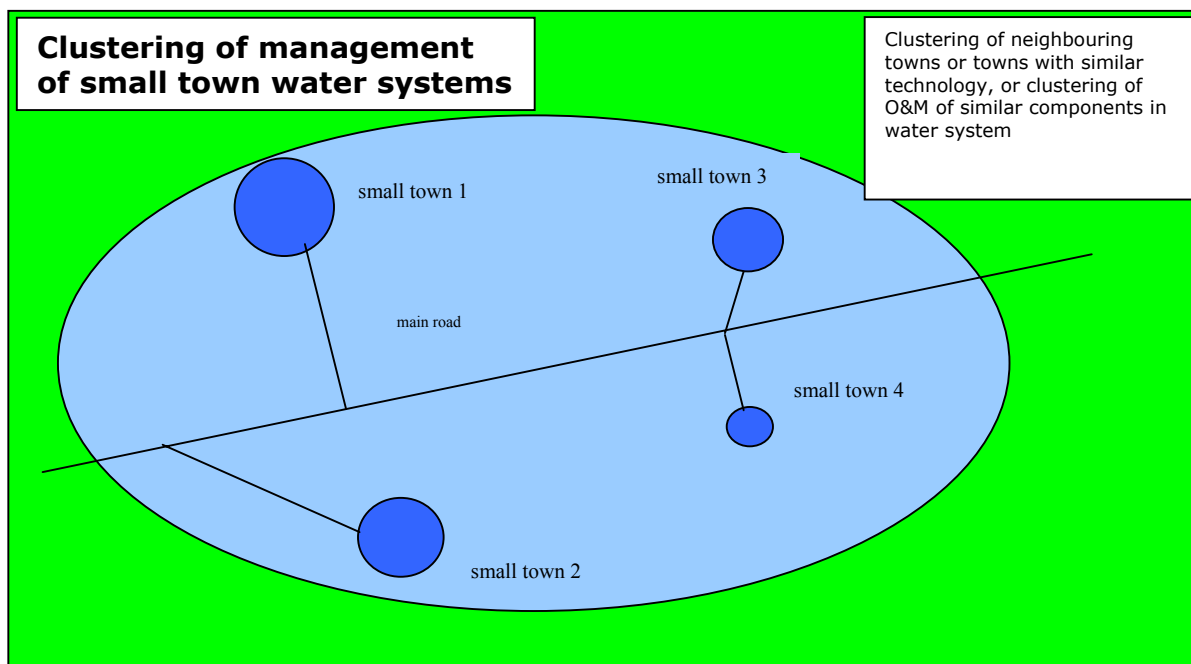 Clustering of management
of small town water systems
Clustering of neighbouring
towns or towns with similar
technology, or clustering of
O&M of similar components in
water system
small town 1
small town 3
main road
small town 4
small town 2